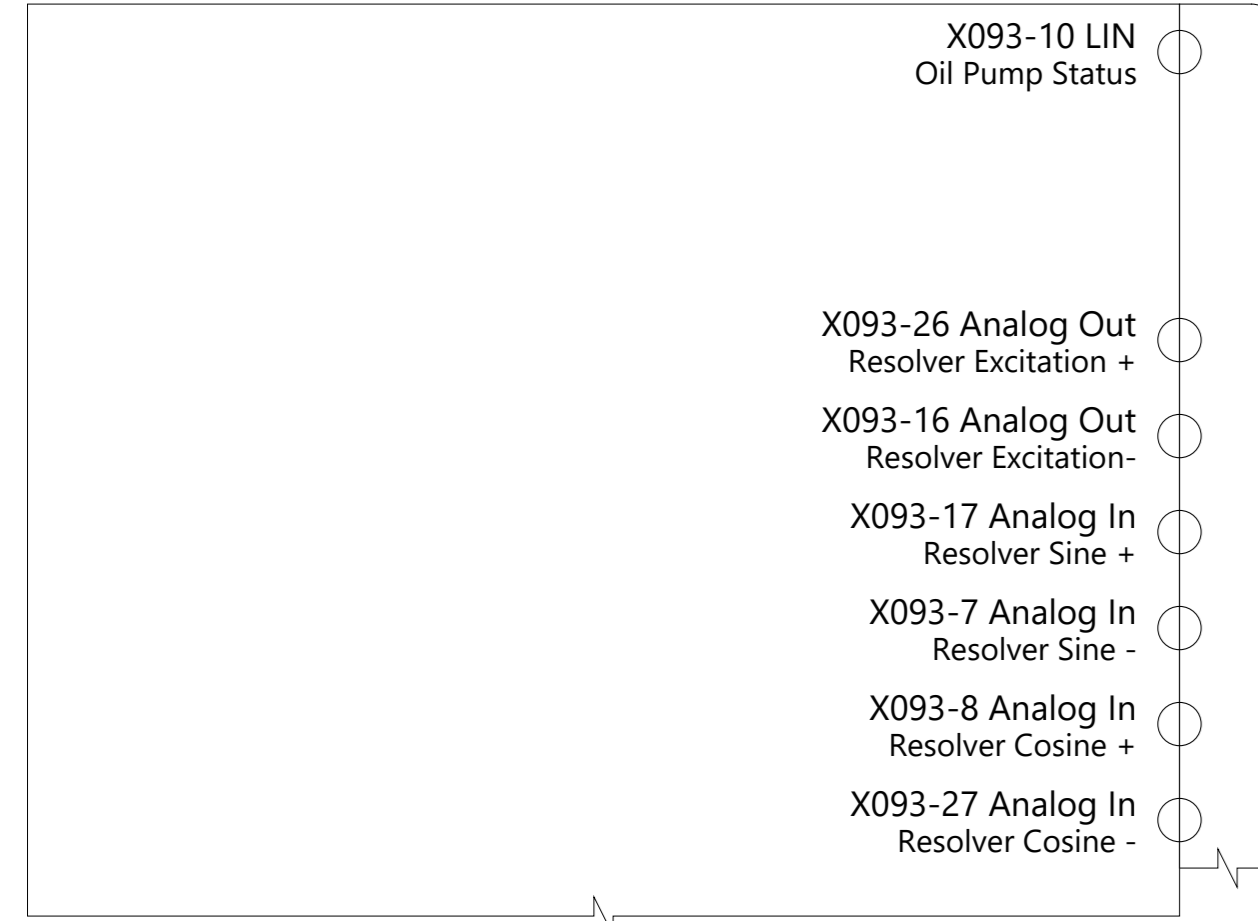 X093-10 LIN
Oil Pump Status
X093-26 Analog Out
Resolver Excitation +
X093-16 Analog Out
Resolver Excitation-
X093-17 Analog In
Resolver Sine +
X093-7 Analog In
Resolver Sine -
X093-8 Analog In
Resolver Cosine +
X093-27 Analog In
Resolver Cosine -